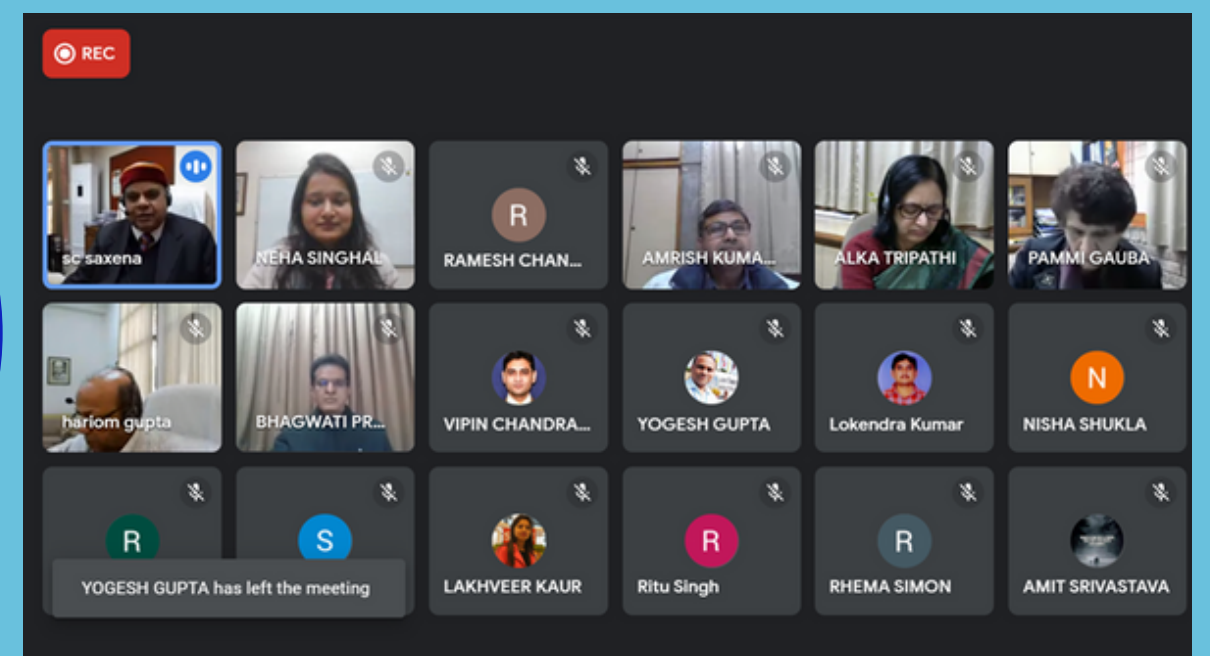 REC
sc saxena
NEHA SINGHAL
R
RAMESH CHAN...
AMRISH KUMA...
ALKA TRIPATHI
PAMMI GAUBA
hariom gupta
BHAGWATI PR...
VIPIN CHANDRA...
YOGESH GUPTA
Lokendra Kumar
N
NISHA SHUKLA
R
S
YOGESH GUPTA has left the meeting
LAKHVEER KAUR
R
Ritu Singh
R
RHEMA SIMON
AMIT SRIVASTAVA